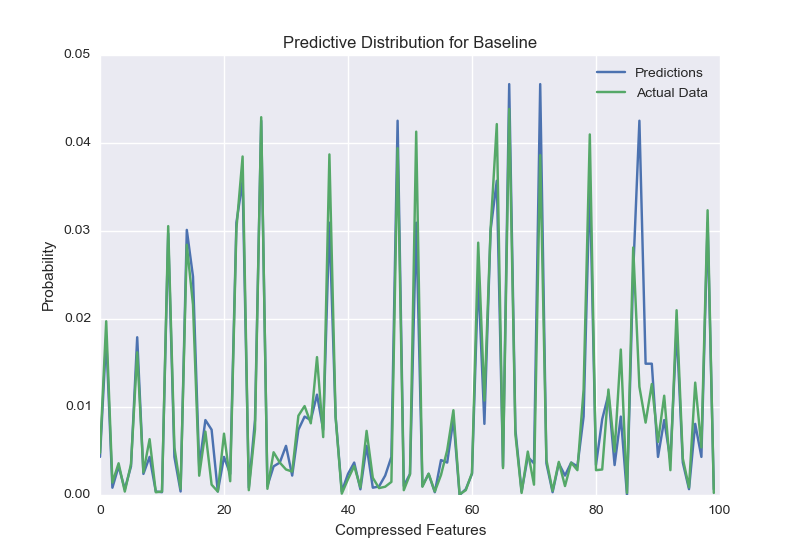 Predictive Distribution for Baseline
0.05
Predictions
Actual Data
0.04
0.03
Probability
0.02
0.01
0.00
0 20 40 60 80 100
Compressed Features